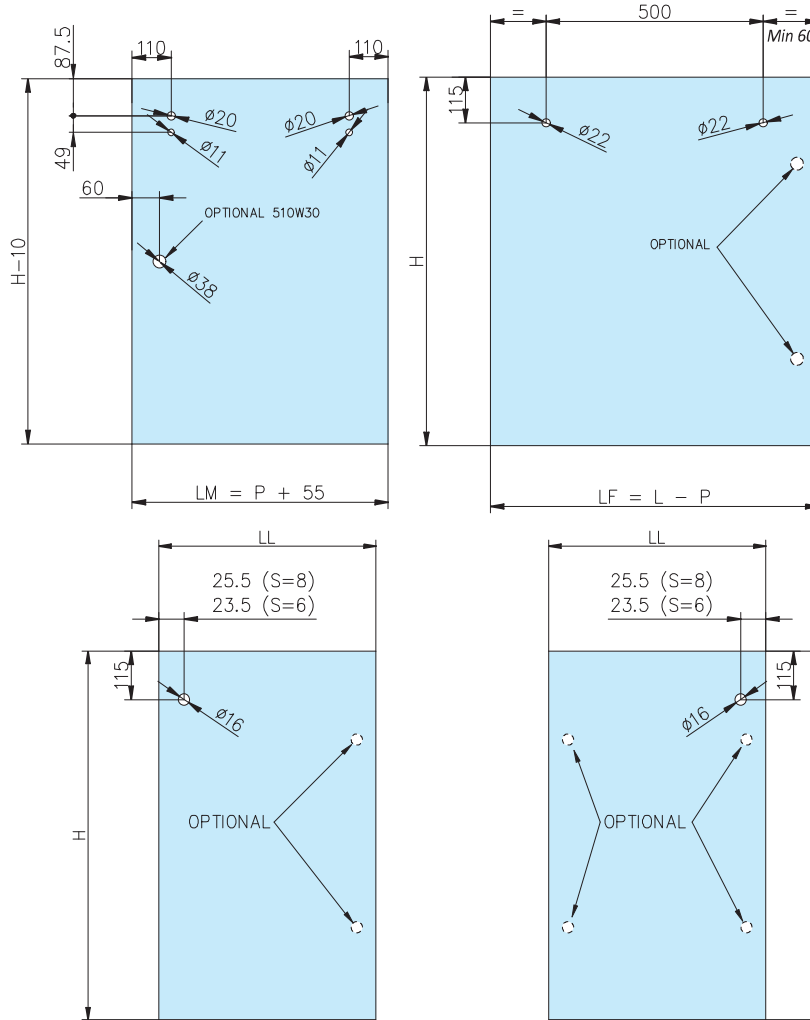 110
110
87.5
ø20
ø20
ø11
ø11
49
60
OPTIONAL 510W30
ø38
H-10
LM = P + 55
=
500
=
Min 60
115
ø22
ø22
OPTIONAL
H
LF = L - P
LL
25.5 (S=8)
23.5 (S=6)
115
ø16
OPTIONAL
H
LL
25.5 (S=8)
23.5 (S=6)
115
ø16
OPTIONAL